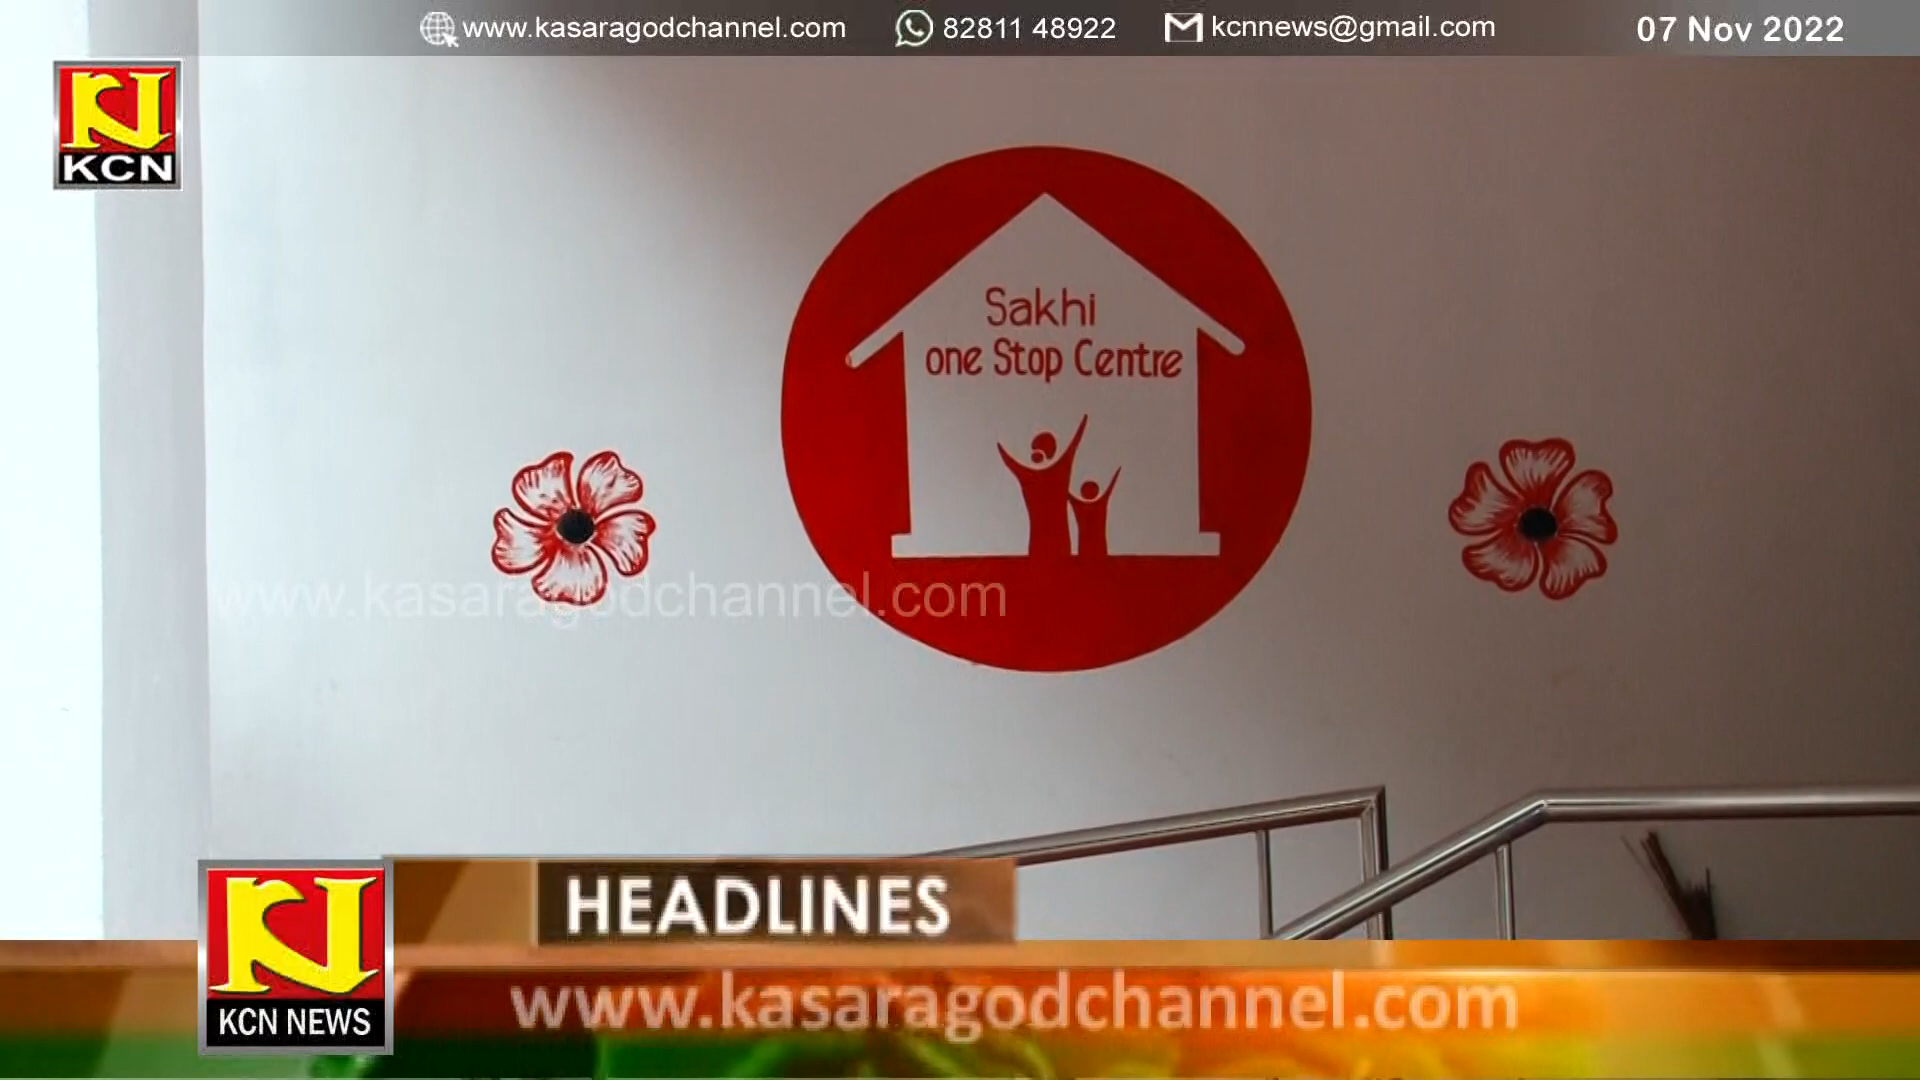 www.kasaragodchannel.com 82811 48922 kcnnews@gmail.com 07 Nov 2022
KCN
Sakhi
one Stop Centre
www.kasaragodchannel.com
HEADLINES
www.kasaragodchannel.com
KCN NEWS